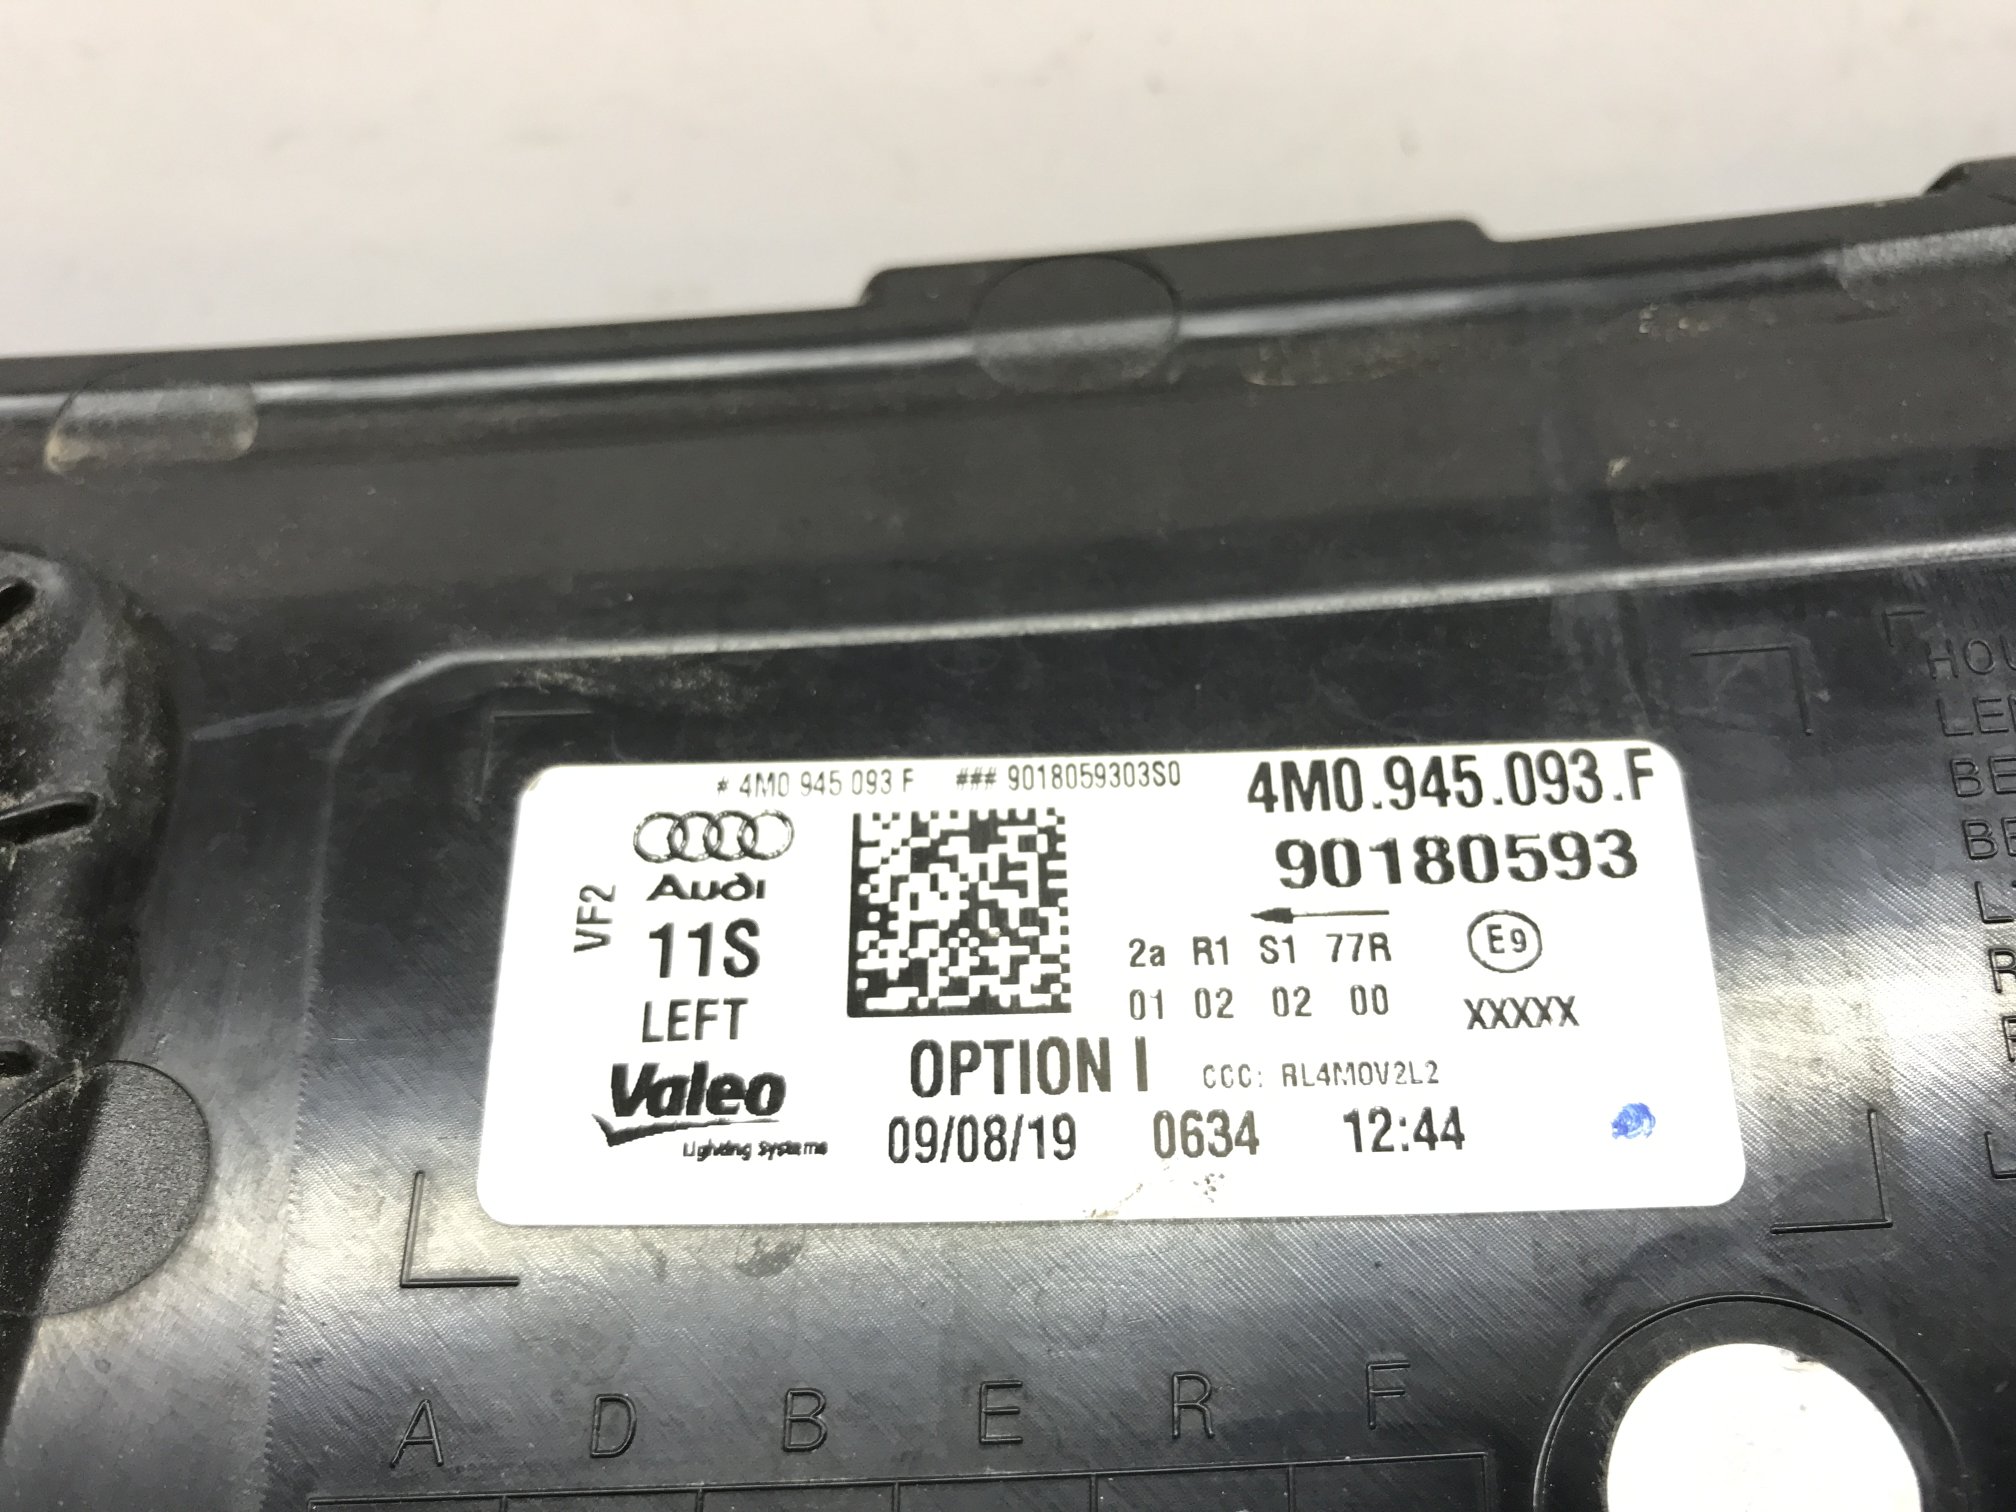 * 4M0 945 093 F ### 9018059303S0
4M0.945.093.F
90180593
Audi
VF2
11S
LEFT
Valeo
Lighting Systems
2a R1 S1 77R
01 02 02 00
E9
XXXXX
OPTION I
CCC: RL4M0V2L2
09/08/19 0634 12:44
A D B E R F